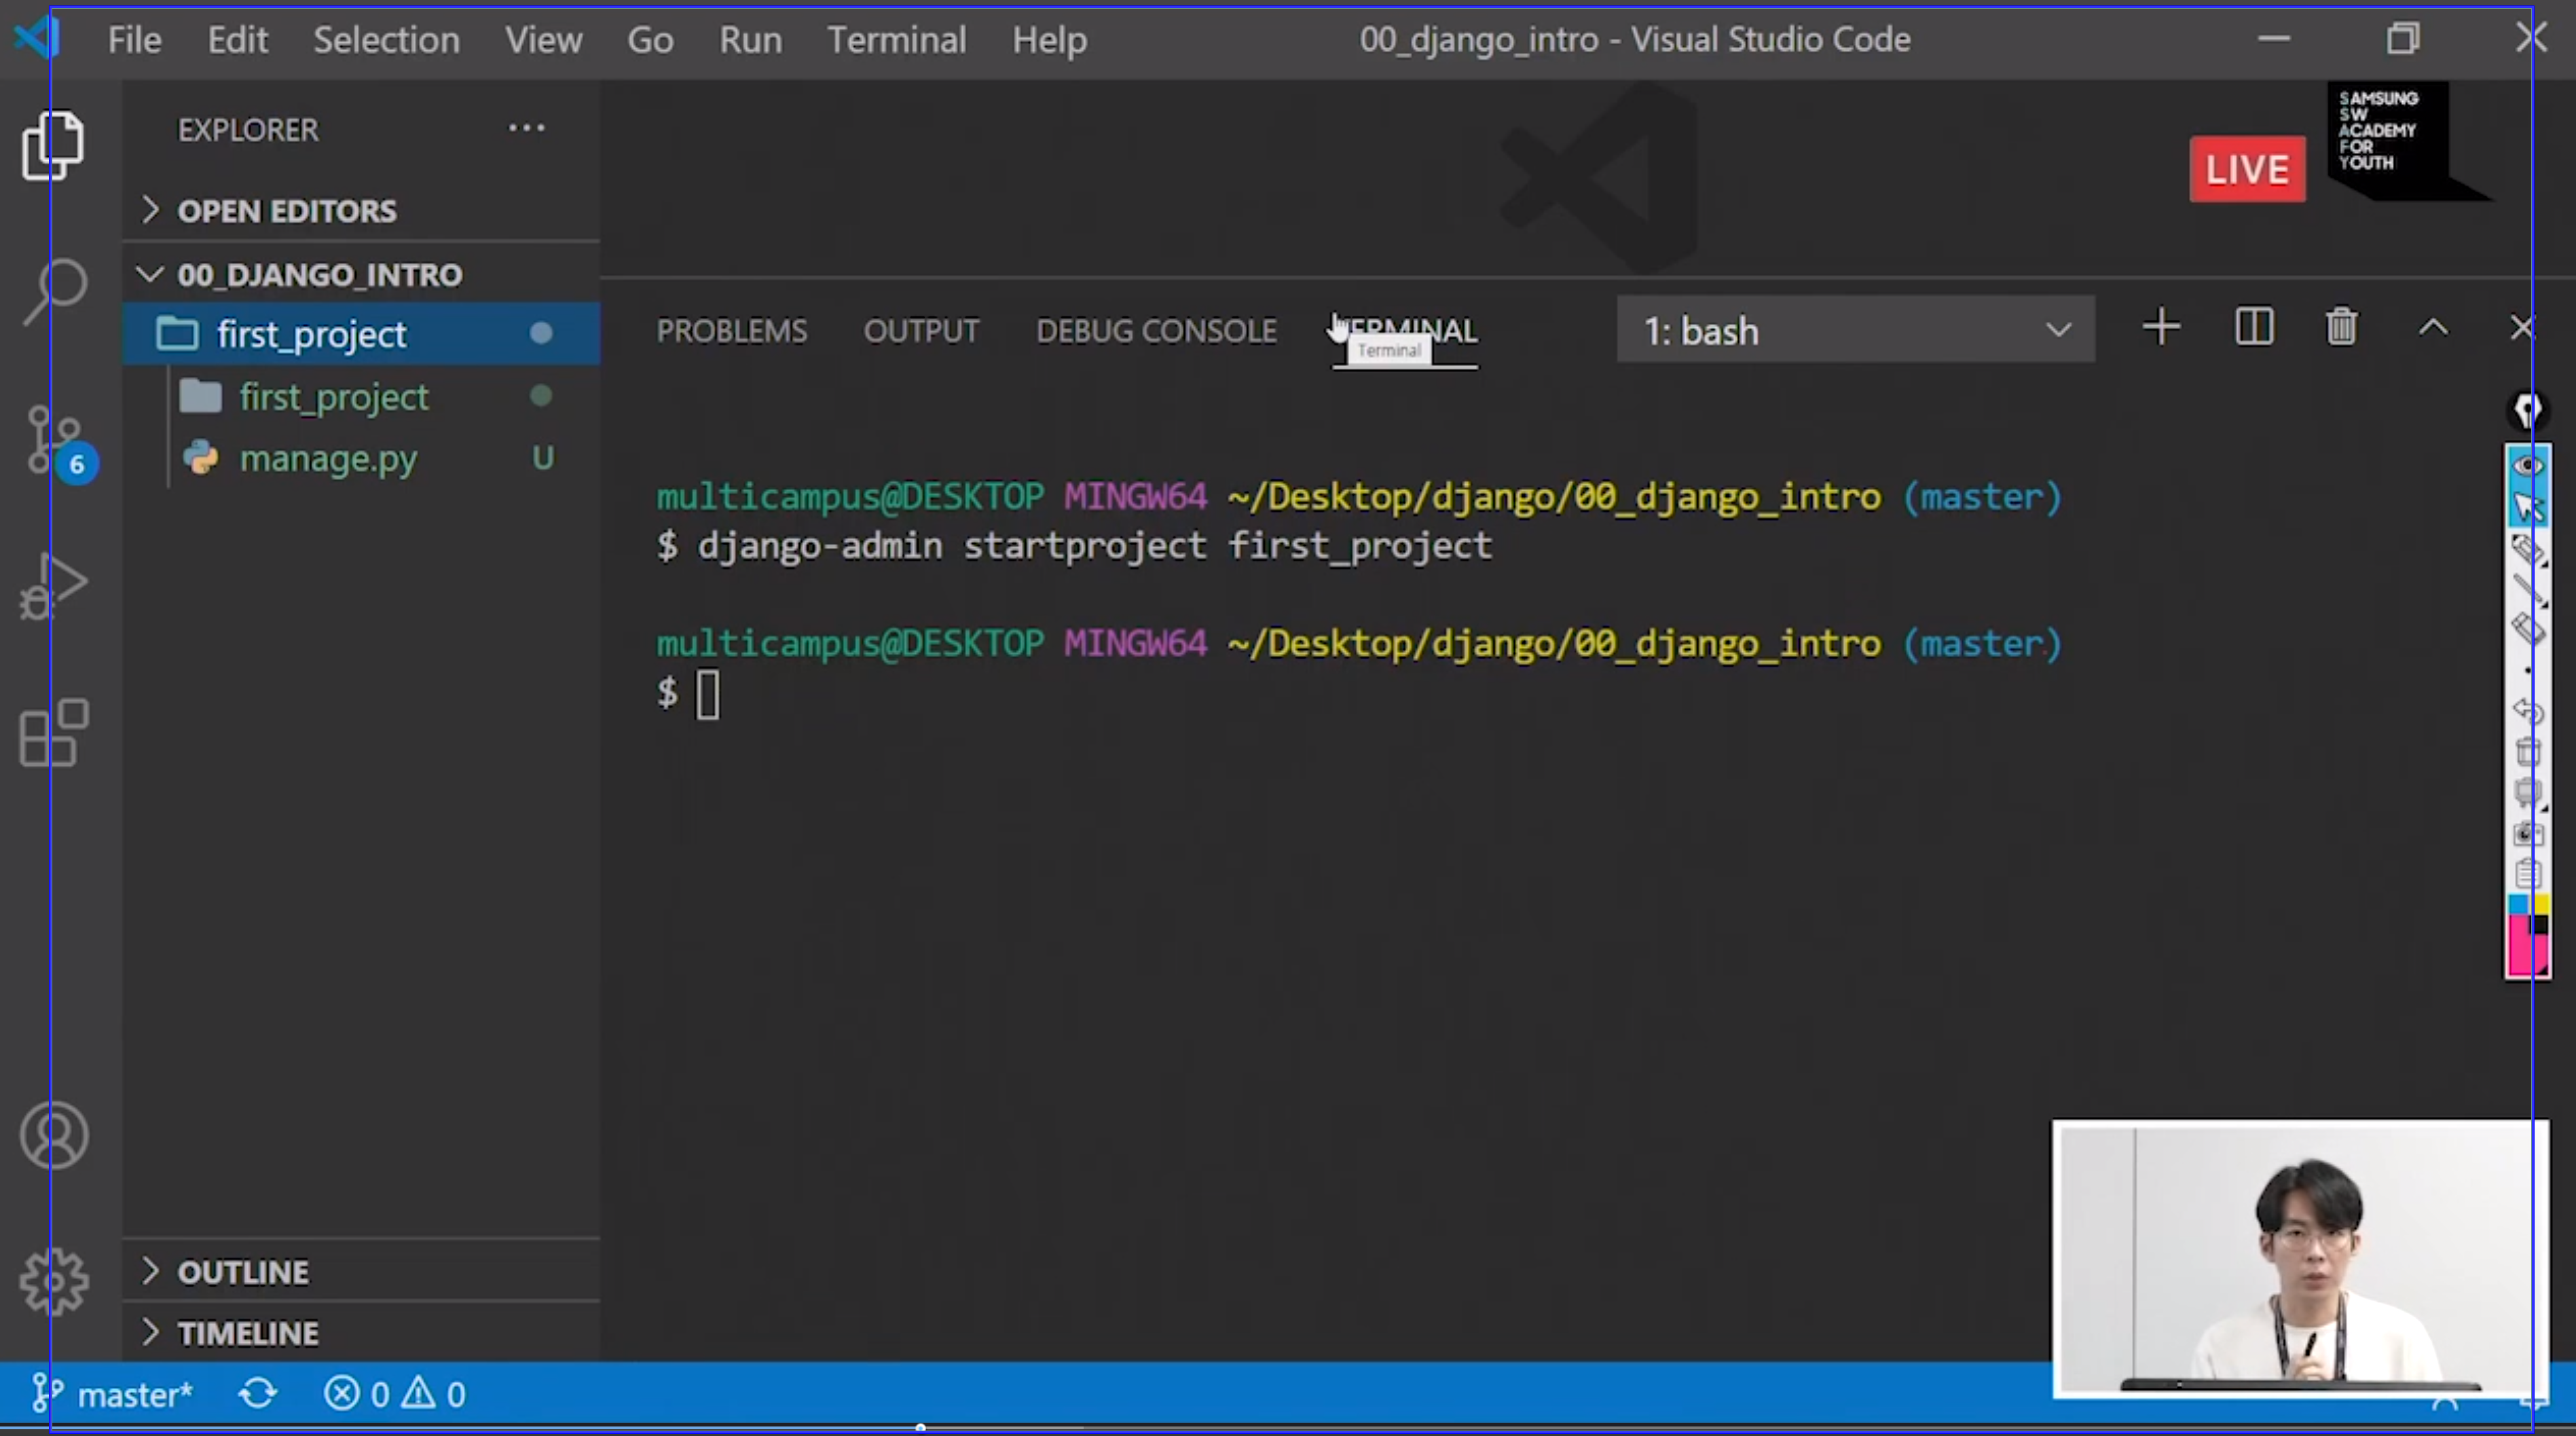 File Edit Selection View Go Run Terminal Help 00_django_intro - Visual Studio Code
SAMSUNG
SW
ACADEMY
FOR
YOUTH
LIVE
EXPLORER
OPEN EDITORS
00_DJANGO_INTRO
first_project
first_project
manage.py U
6
OUTLINE
TIMELINE
PROBLEMS OUTPUT DEBUG CONSOLE TERMINAL 1: bash
Terminal
multicampus@DESKTOP MINGW64 ~/Desktop/django/00_django_intro (master)
$ django-admin startproject first_project
multicampus@DESKTOP MINGW64 ~/Desktop/django/00_django_intro (master)
$
master* 0 0